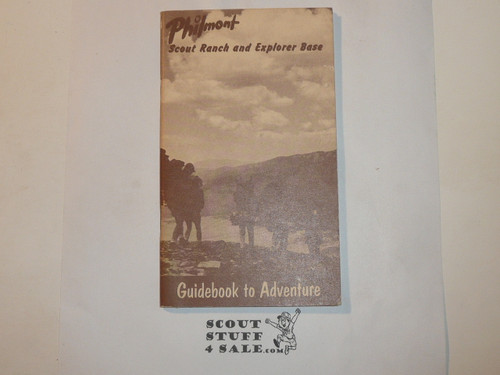 Philmont
Scout Ranch and Explorer Base
Guidebook to Adventure
SCOUT
STUFF
4 SALE.COM